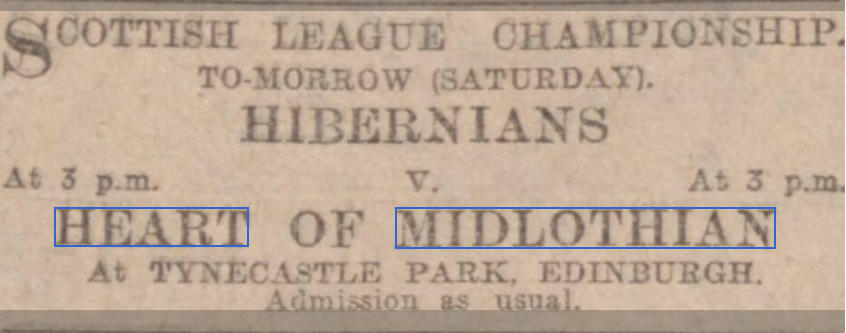 SCOTTISH LEAGUE CHAMPIONSHIP.
TO-MORROW (SATURDAY).
HIBERNIANS
At 3 p.m. V. At 3 p.m.
HEART OF MIDLOTHIAN
At TYNECASTLE PARK, EDINBURGH.
Admission as usual.